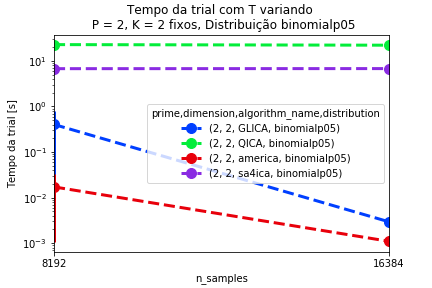 Tempo da trial com T variando
P = 2, K = 2 fixos, Distribuição binomialp05
Tempo da trial [s]
10¹
10⁰
10⁻¹
10⁻²
10⁻³
prime,dimension,algorithm_name,distribution
(2, 2, GLICA, binomialp05)
(2, 2, QICA, binomialp05)
(2, 2, america, binomialp05)
(2, 2, sa4ica, binomialp05)
8192
16384
n_samples